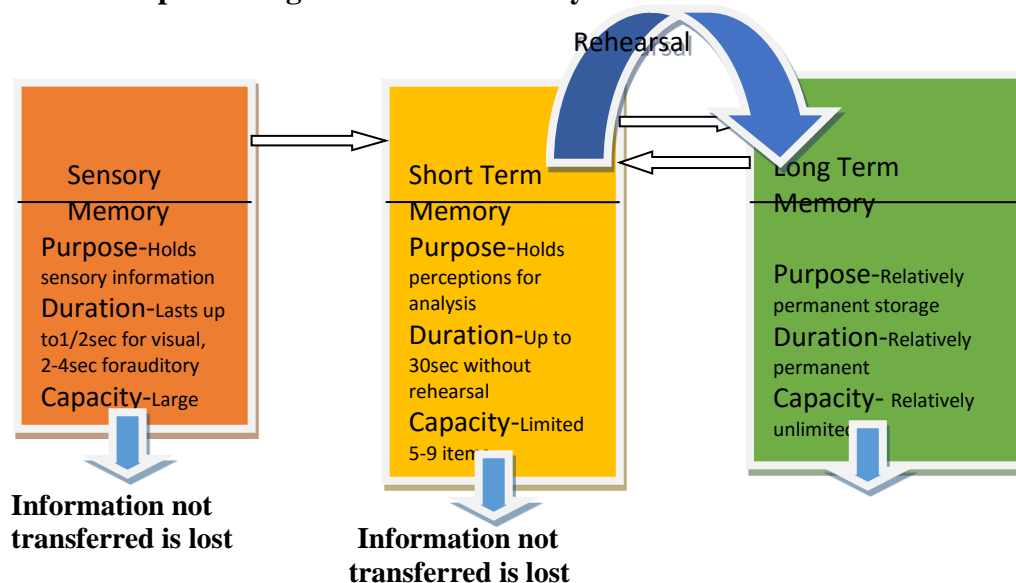 Rehearsal
Sensory
Memory
Purpose-Holds
sensory information
Duration-Lasts up
to1/2sec for visual,
2-4sec forauditory
Capacity-Large
Information not
transferred is lost
Short Term
Memory
Purpose-Holds
perceptions for
analysis
Duration-Up to
30sec without
rehearsal
Capacity-Limited
5-9 items
Information not
transferred is lost
Long Term
Memory
Purpose-Relatively
permanent storage
Duration-Relatively
permanent
Capacity- Relatively
unlimited